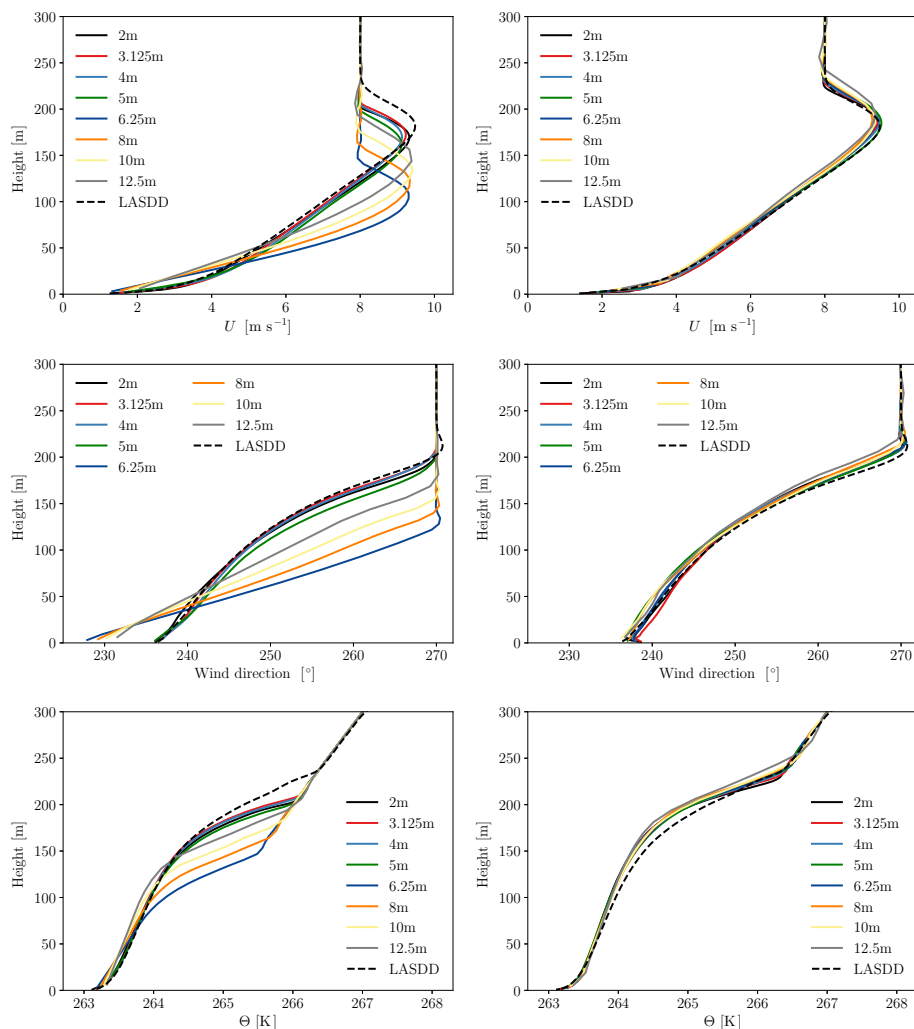 300
250
200
150
100
50
0
Height [m]
2m
3.125m
4m
5m
6.25m
8m
10m
12.5m
LASDD
0 2 4 6 8 10
U [m s⁻¹]
300
250
200
150
100
50
0
Height [m]
2m
3.125m
4m
5m
6.25m
8m
10m
12.5m
LASDD
0 2 4 6 8 10
U [m s⁻¹]
300
250
200
150
100
50
0
Height [m]
2m 8m
3.125m 10m
4m 12.5m
5m LASDD
6.25m
230 240 250 260 270
Wind direction [°]
300
250
200
150
100
50
0
Height [m]
2m 8m
3.125m 10m
4m 12.5m
5m LASDD
6.25m
230 240 250 260 270
Wind direction [°]
300
250
200
150
100
50
0
Height [m]
2m
3.125m
4m
5m
6.25m
8m
10m
12.5m
LASDD
263 264 265 266 267 268
Θ [K]
300
250
200
150
100
50
0
Height [m]
2m
3.125m
4m
5m
6.25m
8m
10m
12.5m
LASDD
263 264 265 266 267 268
Θ [K]